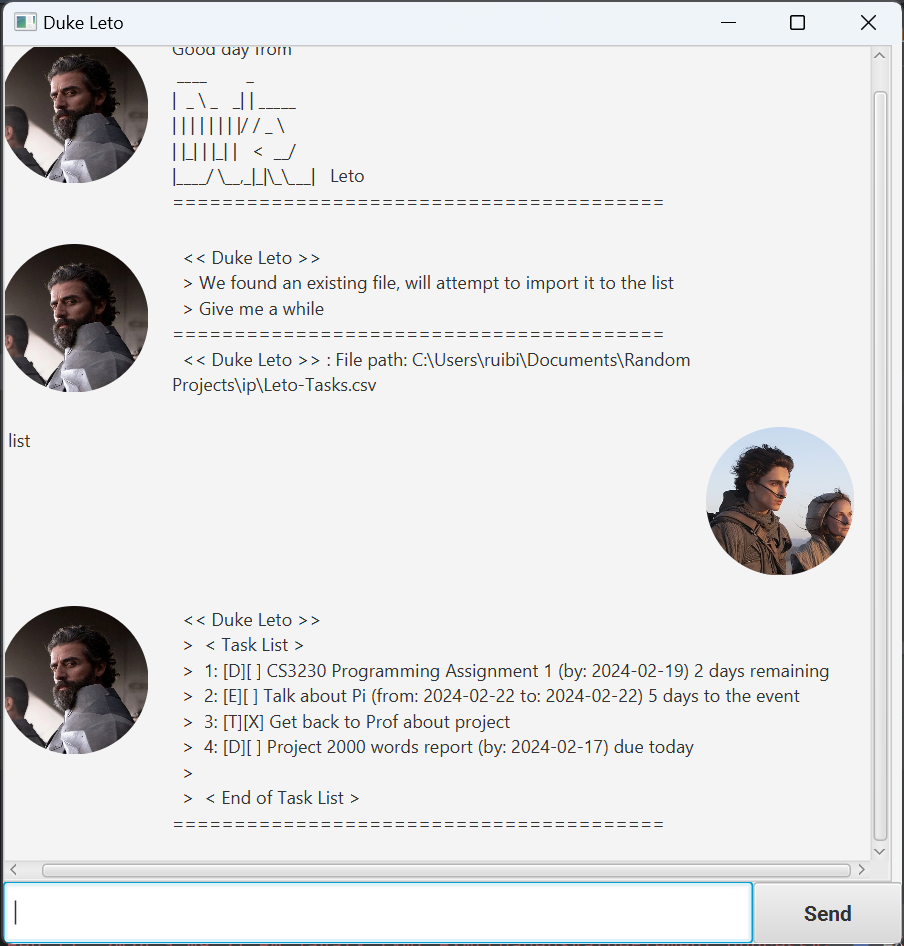 Duke Leto
Good day from
 ____        _
|  _ \ _   _| | _____
| | | | | | | |/ / _ \
| |_| | |_| |   <  __/
|____/ \__,_|_|\_\___|   Leto
========================================
<< Duke Leto >>
> We found an existing file, will attempt to import it to the list
> Give me a while
========================================
<< Duke Leto >> : File path: C:\Users\ruibi\Documents\Random
Projects\ip\Leto-Tasks.csv
list
<< Duke Leto >>
>  < Task List >
>  1: [D][ ] CS3230 Programming Assignment 1 (by: 2024-02-19) 2 days remaining
>  2: [E][ ] Talk about Pi (from: 2024-02-22 to: 2024-02-22) 5 days to the event
>  3: [T][X] Get back to Prof about project
>  4: [D][ ] Project 2000 words report (by: 2024-02-17) due today
>
>  < End of Task List >
========================================
Send